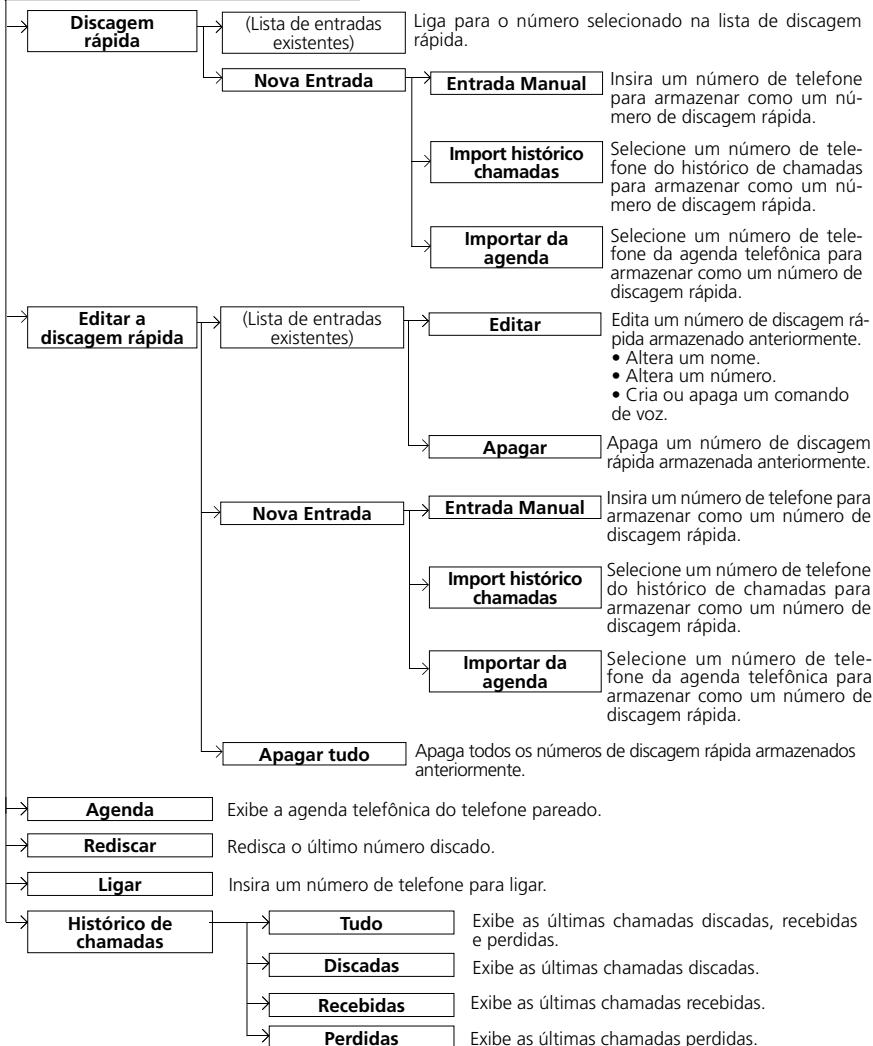 Discagem
rápida
(Lista de entradas
existentes)
Liga para o número selecionado na lista de discagem
rápida.
Nova Entrada
Entrada Manual
Insira um número de telefone
para armazenar como um nú-
mero de discagem rápida.
Import histórico
chamadas
Selecione um número de tele-
fone do histórico de chamadas
para armazenar como um nú-
mero de discagem rápida.
Importar da
agenda
Selecione um número de tele-
fone da agenda telefônica para
armazenar como um número de
discagem rápida.
Editar a
discagem rápida
(Lista de entradas
existentes)
Editar
Edita um número de discagem rá-
pida armazenado anteriormente.
• Altera um nome.
• Altera um número.
• Cria ou apaga um comando
de voz.
Apagar
Apaga um número de discagem
rápida armazenada anteriormente.
Nova Entrada
Entrada Manual
Insira um número de telefone para
armazenar como um número de
discagem rápida.
Import histórico
chamadas
Selecione um número de telefone
do histórico de chamadas para
armazenar como um número de
discagem rápida.
Importar da
agenda
Selecione um número de tele-
fone da agenda telefônica para
armazenar como um número de
discagem rápida.
Apagar tudo
Apaga todos os números de discagem rápida armazenados
anteriormente.
Agenda
Exibe a agenda telefônica do telefone pareado.
Rediscar
Redisca o último número discado.
Ligar
Insira um número de telefone para ligar.
Histórico de
chamadas
Tudo
Exibe as últimas chamadas discadas, recebidas
e perdidas.
Discadas
Exibe as últimas chamadas discadas.
Recebidas
Exibe as últimas chamadas recebidas.
Perdidas
Exibe as últimas chamadas perdidas.